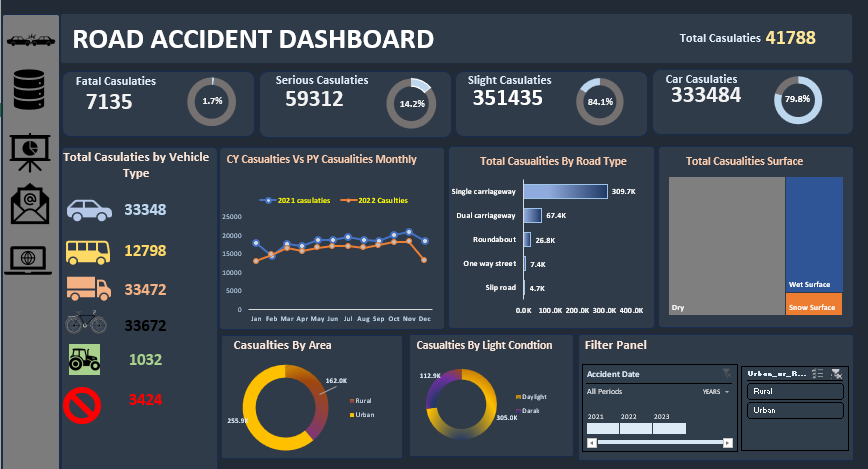 ROAD ACCIDENT DASHBOARD
Total Casulaties 41788
Fatal Casulaties
7135
1.7%
Serious Casulaties
59312
14.2%
Slight Casulaties
351435
84.1%
Car Casulaties
333484
79.8%
Total Casulaties by Vehicle
Type
33348
12798
33472
33672
1032
3424
CY Casualties Vs PY Casualities Monthly
2021 casulaties
2022 Casulties
25000
20000
15000
10000
5000
0
Jan Feb Mar Apr May Jun Jul Aug Sep Oct Nov Dec
Total Casualities By Road Type
Single carriageway 309.7K
Dual carriageway 67.4K
Roundabout 26.8K
One way street 7.4K
Slip road 4.7K
0.0K 100.0K 200.0K 300.0K 400.0K
Total Casualities Surface
Dry
Wet Surface
Snow Surface
Casualties By Area
162.0K
255.9K
Rural
Urban
Casualties By Light Condtion
112.9K
305.0K
Daylight
Darak
Filter Panel
Accident Date
All Periods YEARS
2021 2022 2023
Urban_or_R...
Rural
Urban